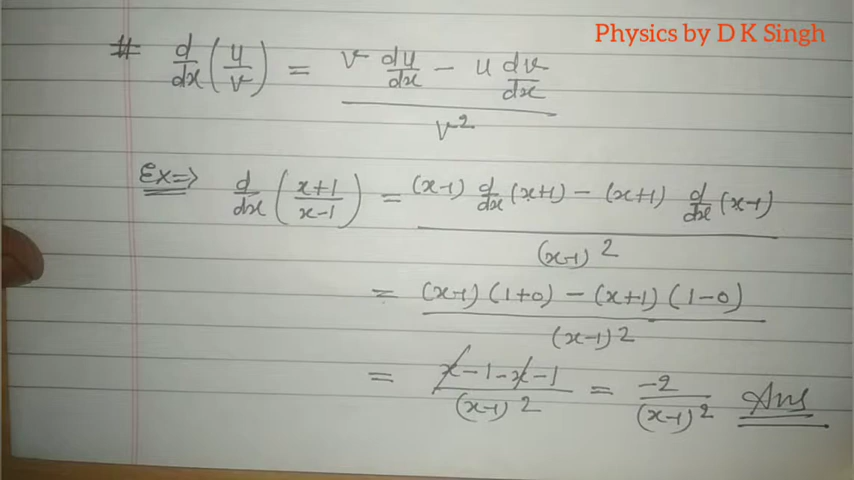 Physics by D K Singh
# d/dx (u/v) = (v du/dx - u dv/dx) / v²
Ex⇒ d/dx (x+1/x-1) = ((x-1) d/dx (x+1) - (x+1) d/dx (x-1)) / (x-1)²
= ((x-1) (1+0) - (x+1) (1-0)) / (x-1)²
= (x-1-x-1) / (x-1)² = -2 / (x-1)² Ans